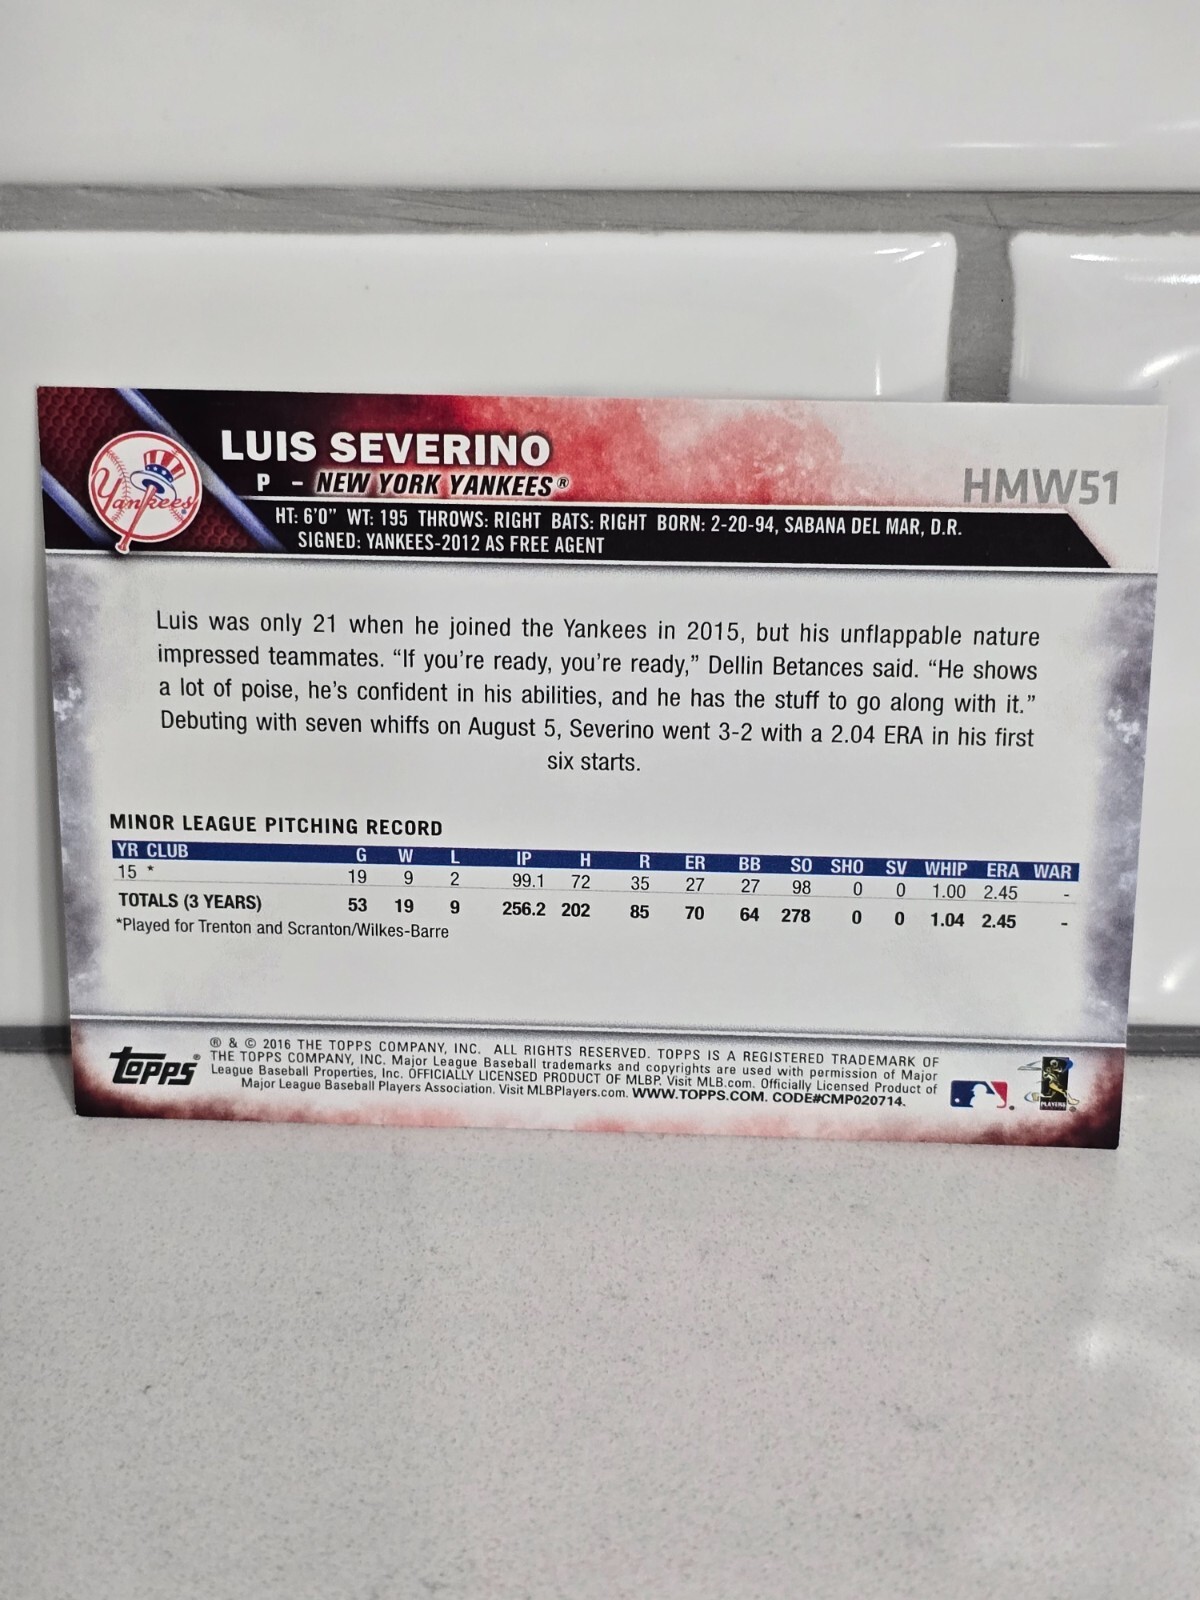 LUIS SEVERINO
P - NEW YORK YANKEES®
HMW51
Yankees
HT: 6'0" WT: 195 THROWS: RIGHT BATS: RIGHT BORN: 2-20-94, SABANA DEL MAR, D.R.
SIGNED: YANKEES-2012 AS FREE AGENT
Luis was only 21 when he joined the Yankees in 2015, but his unflappable nature
impressed teammates. “If you’re ready, you’re ready,” Dellin Betances said. “He shows
a lot of poise, he’s confident in his abilities, and he has the stuff to go along with it.”
Debuting with seven whiffs on August 5, Severino went 3-2 with a 2.04 ERA in his first
six starts.
MINOR LEAGUE PITCHING RECORD
YR CLUB G W L IP H R ER BB SO SHO SV WHIP ERA WAR
15 * 19 9 2 99.1 72 35 27 27 98 0 0 1.00 2.45 -
TOTALS (3 YEARS) 53 19 9 256.2 202 85 70 64 278 0 0 1.04 2.45 -
*Played for Trenton and Scranton/Wilkes-Barre
topps®
® & © 2016 THE TOPPS COMPANY, INC. ALL RIGHTS RESERVED. TOPPS IS A REGISTERED TRADEMARK OF
THE TOPPS COMPANY, INC. Major League Baseball trademarks and copyrights are used with permission of Major
League Baseball Properties, Inc. OFFICIALLY LICENSED PRODUCT OF MLBP. Visit MLB.com. Officially Licensed Product of
Major League Baseball Players Association. Visit MLBPlayers.com. WWW.TOPPS.COM. CODE#CMP020714.
PLAYERS